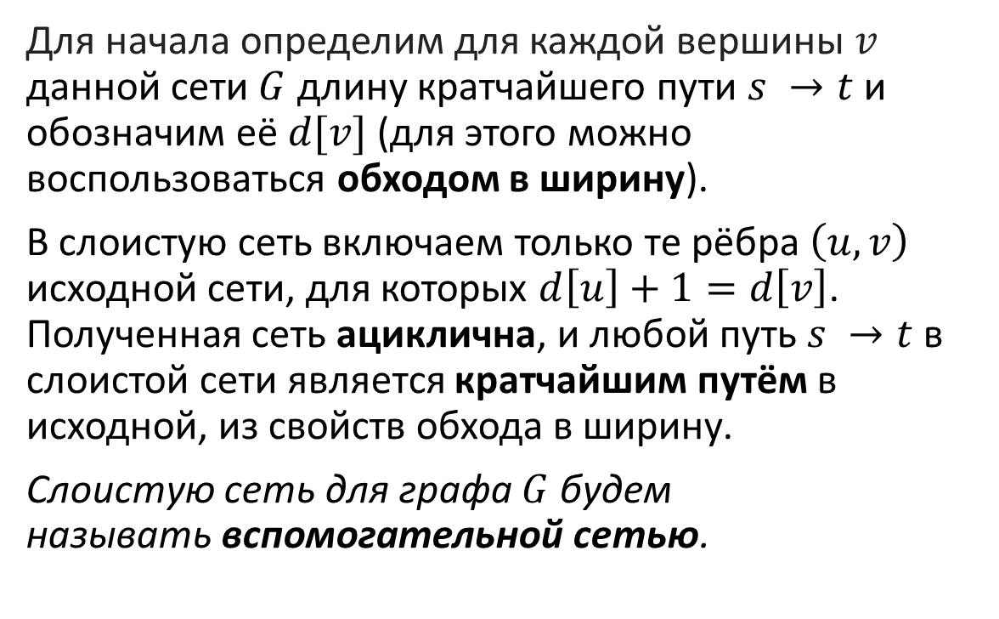 Для начала определим для каждой вершины 𝑣
данной сети 𝐺 длину кратчайшего пути 𝑠 → 𝑡 и
обозначим её 𝑑[𝑣] (для этого можно
воспользоваться обходом в ширину).
В слоистую сеть включаем только те рёбра (𝑢, 𝑣)
исходной сети, для которых 𝑑[𝑢] + 1 = 𝑑[𝑣].
Полученная сеть ациклична, и любой путь 𝑠 → 𝑡 в
слоистой сети является кратчайшим путём в
исходной, из свойств обхода в ширину.
Слоистую сеть для графа 𝐺 будем
называть вспомогательной сетью.